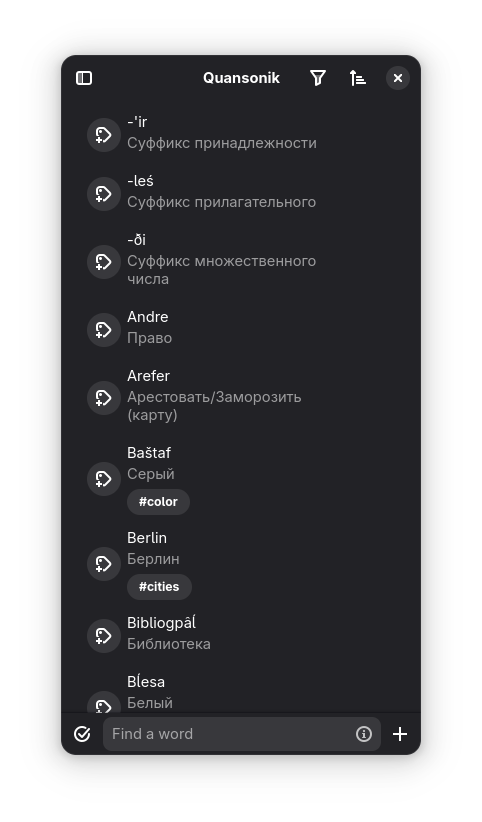 Quansonik
-'ir
Суффикс принадлежности
-leś
Суффикс прилагательного
-ði
Суффикс множественного
числа
Andre
Право
Arefer
Арестовать/Заморозить
(карту)
Baštaf
Серый
#color
Berlin
Берлин
#cities
Bibliogpâĺ
Библиотека
Bĺesa
Белый
Find a word